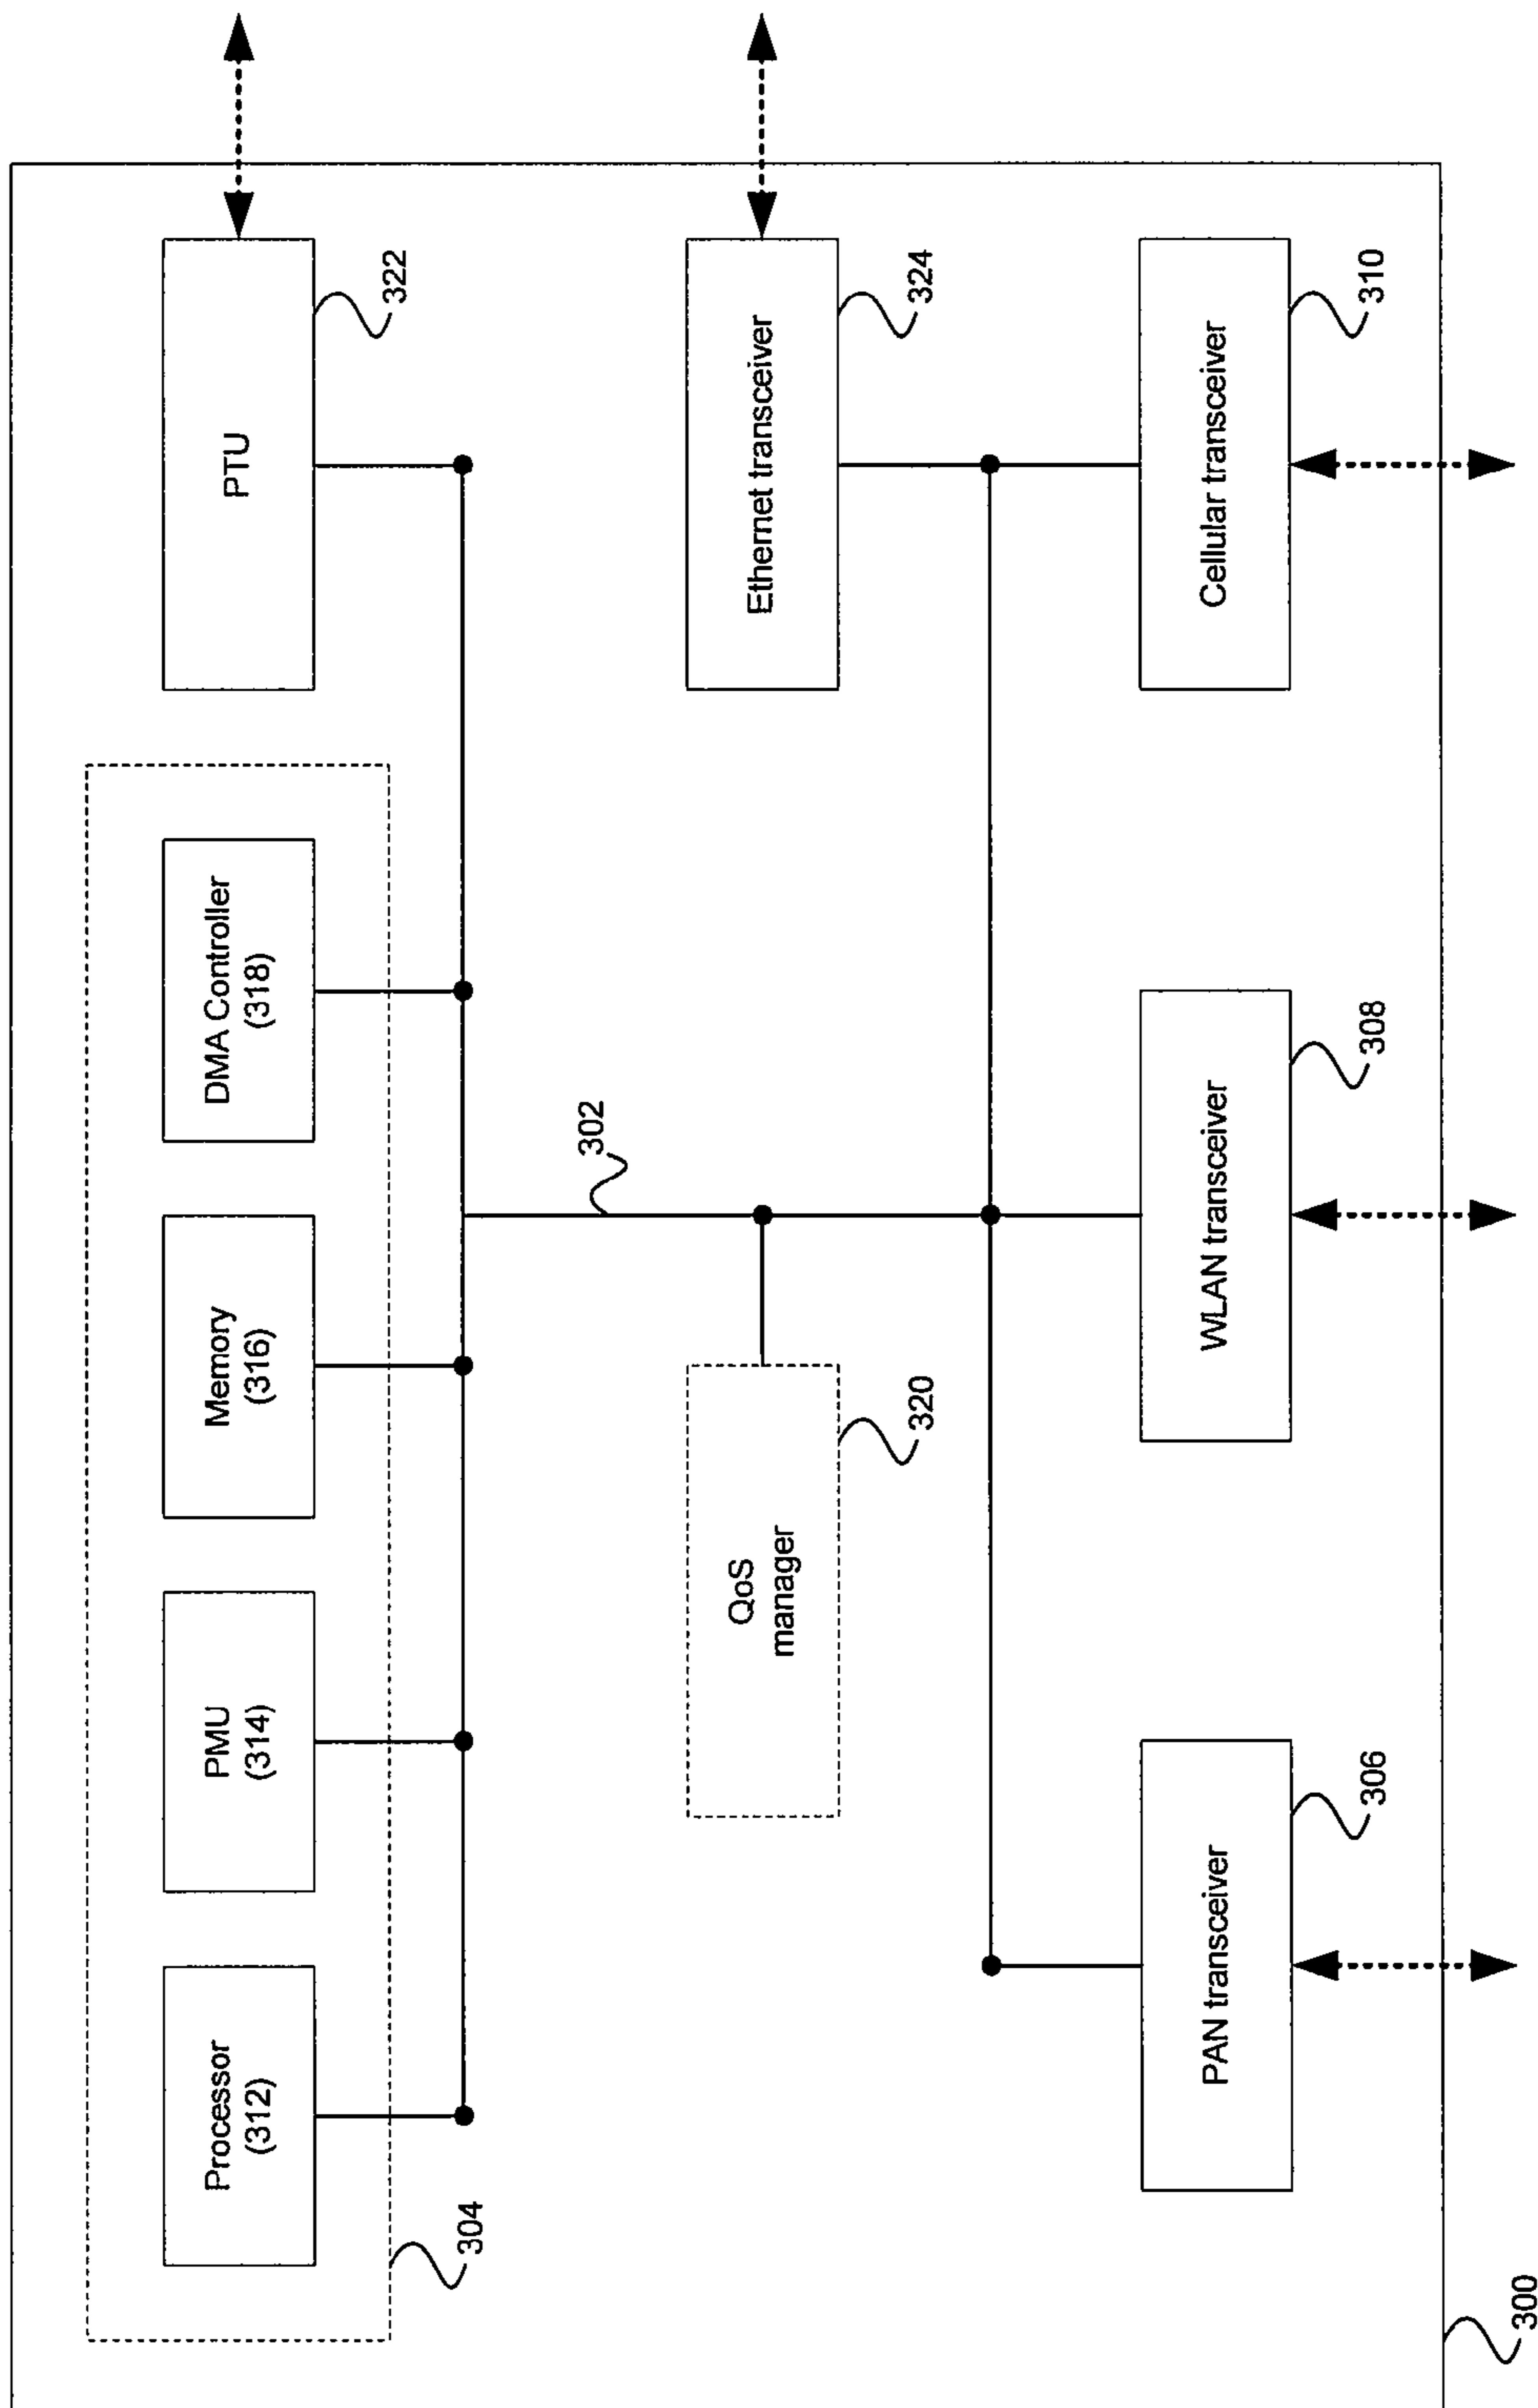 Processor
(312)
PMU
(314)
Memory
(316)
DMA Controller
(318)
PTU
322
304
302
QoS
manager
320
Ethernet transceiver
324
PAN transceiver
306
WLAN transceiver
308
Cellular transceiver
310
300